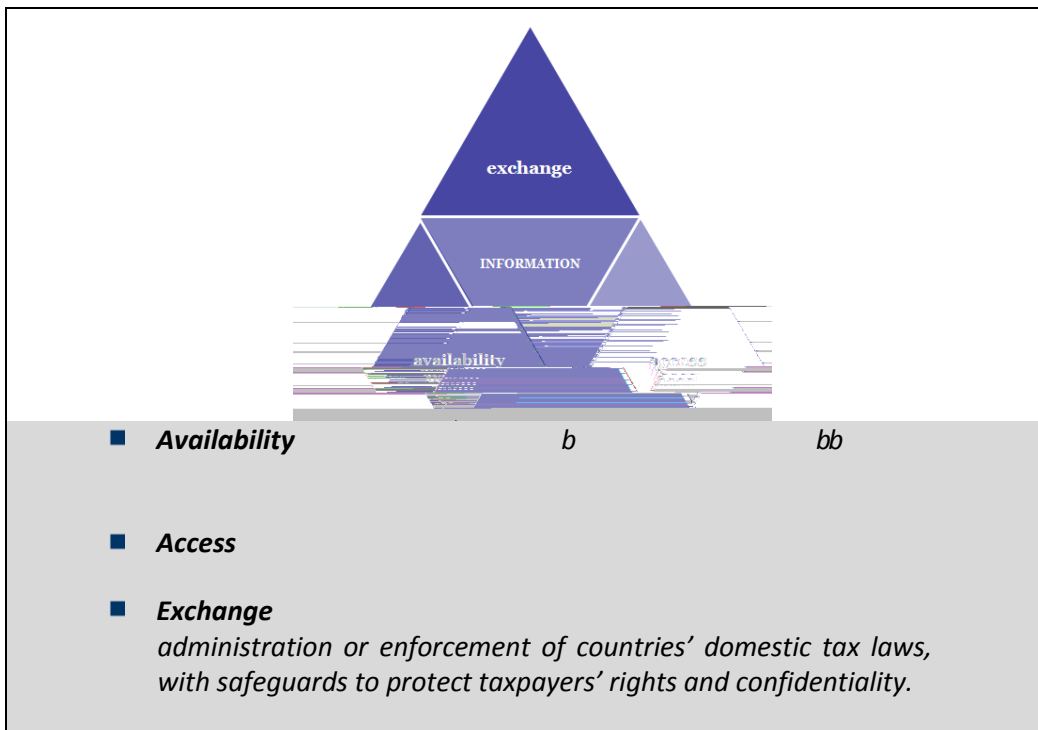 exchange
INFORMATION
availability
Availability b bb
Access
Exchange
administration or enforcement of countries’ domestic tax laws,
with safeguards to protect taxpayers’ rights and confidentiality.